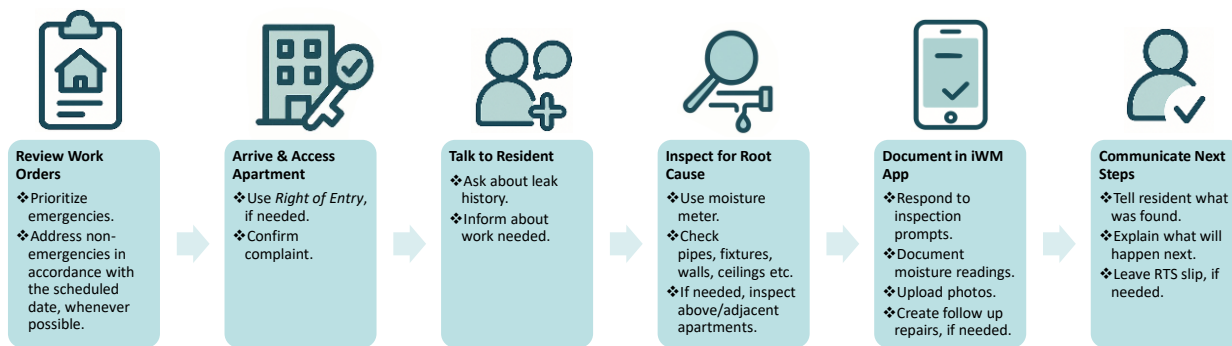 Review Work
Orders
❖Prioritize
emergencies.
❖Address non-
emergencies in
accordance with
the scheduled
date, whenever
possible.
Arrive & Access
Apartment
❖Use Right of Entry,
if needed.
❖Confirm
complaint.
Talk to Resident
❖Ask about leak
history.
❖Inform about
work needed.
Inspect for Root
Cause
❖Use moisture
meter.
❖Check
pipes, fixtures,
walls, ceilings etc.
❖If needed, inspect
above/adjacent
apartments.
Document in iWM
App
❖Respond to
inspection
prompts.
❖Document
moisture readings.
❖Upload photos.
❖Create follow up
repairs, if needed.
Communicate Next
Steps
❖Tell resident what
was found.
❖Explain what will
happen next.
❖Leave RTS slip, if
needed.